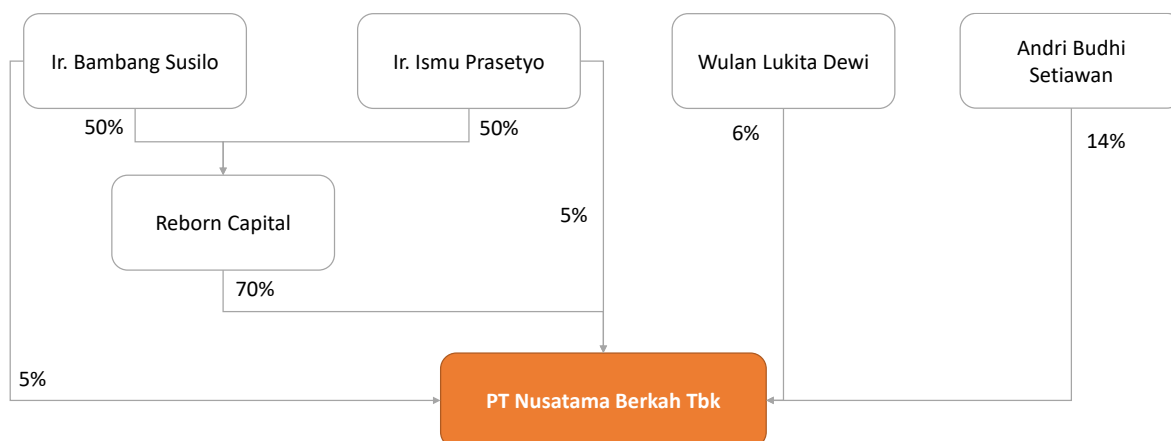 Ir. Bambang Susilo
Ir. Ismu Prasetyo
Wulan Lukita Dewi
Andri Budhi
Setiawan
50%
50%
6%
14%
Reborn Capital
5%
70%
5%
PT Nusatama Berkah Tbk